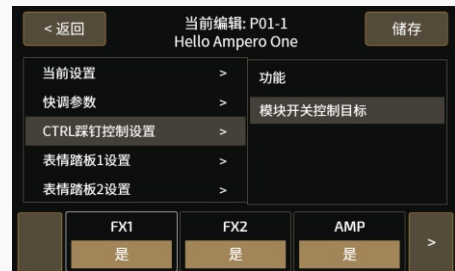 < 返回
当前编辑: P01-1
Hello Ampero One
储存
当前设置 >
快调参数 >
CTRL踩钉控制设置 >
表情踏板1设置 >
表情踏板2设置 >
功能
模块开关控制目标
FX1 FX2 AMP
是 是 是
>